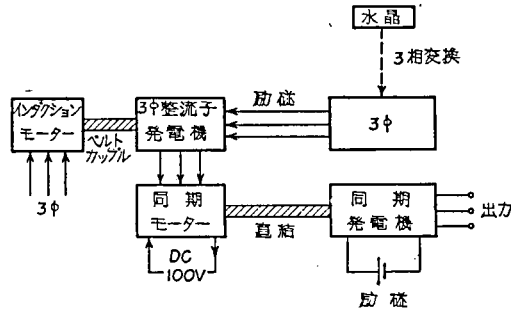 水晶
3相交換
インダクション
モーター
ベルト
カップル
3φ
3φ整流子
発電機
励磁
3φ
同期
モーター
DC
100V
直結
同期
発電機
出力
励磁